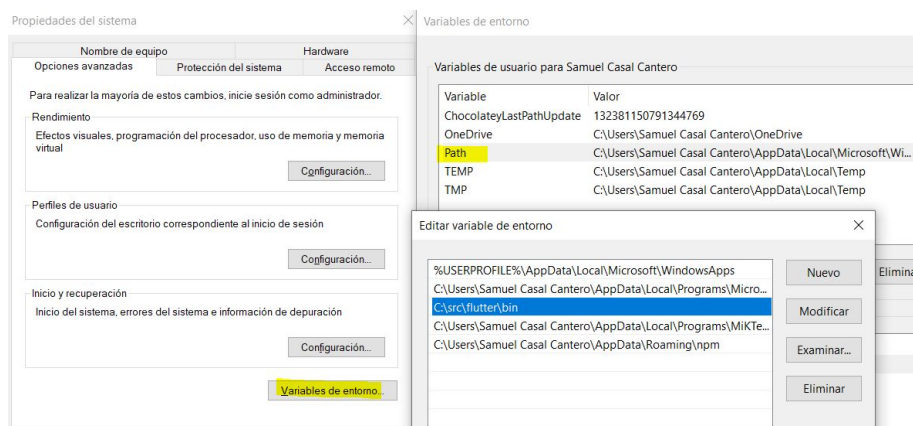 Propiedades del sistema
Nombre de equipo Hardware
Opciones avanzadas Protección del sistema Acceso remoto
Para realizar la mayoría de estos cambios, inicie sesión como administrador.
Rendimiento
Efectos visuales, programación del procesador, uso de memoria y memoria
virtual
Configuración...
Perfiles de usuario
Configuración del escritorio correspondiente al inicio de sesión
Configuración...
Inicio y recuperación
Inicio del sistema, errores del sistema e información de depuración
Configuración...
Variables de entorno...
Variables de entorno
Variables de usuario para Samuel Casal Cantero
Variable Valor
ChocolateyLastPathUpdate 132381150791344769
OneDrive C:\Users\Samuel Casal Cantero\OneDrive
Path C:\Users\Samuel Casal Cantero\AppData\Local\Microsoft\Wi...
TEMP C:\Users\Samuel Casal Cantero\AppData\Local\Temp
TMP C:\Users\Samuel Casal Cantero\AppData\Local\Temp
Editar variable de entorno
%USERPROFILE%\AppData\Local\Microsoft\WindowsApps
C:\Users\Samuel Casal Cantero\AppData\Local\Programs\Micro...
C:\src\flutter\bin
C:\Users\Samuel Casal Cantero\AppData\Local\Programs\MiKTe...
C:\Users\Samuel Casal Cantero\AppData\Roaming\npm
Nuevo
Modificar
Examinar...
Eliminar
Elimina